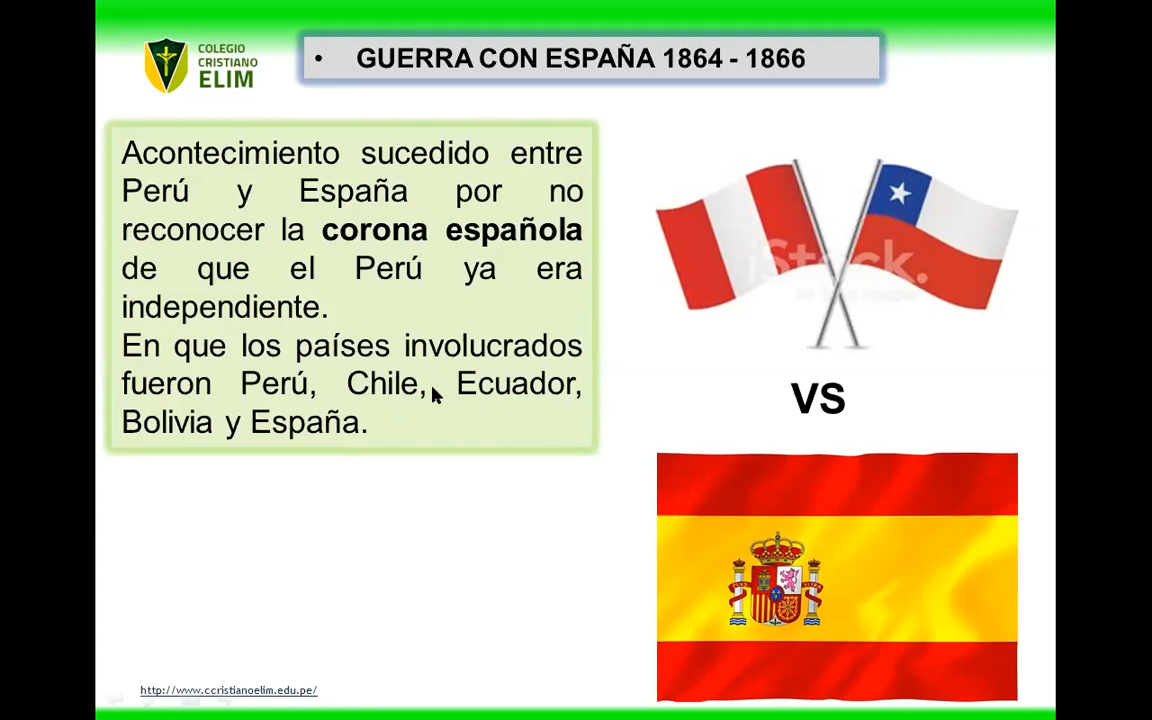 COLEGIO
CRISTIANO
ELIM
• GUERRA CON ESPAÑA 1864 - 1866
Acontecimiento sucedido entre
Perú y España por no
reconocer la corona española
de que el Perú ya era
independiente.
En que los países involucrados
fueron Perú, Chile, Ecuador,
Bolivia y España.
iStock.
VS
http://www.ccristianoelim.edu.pe/